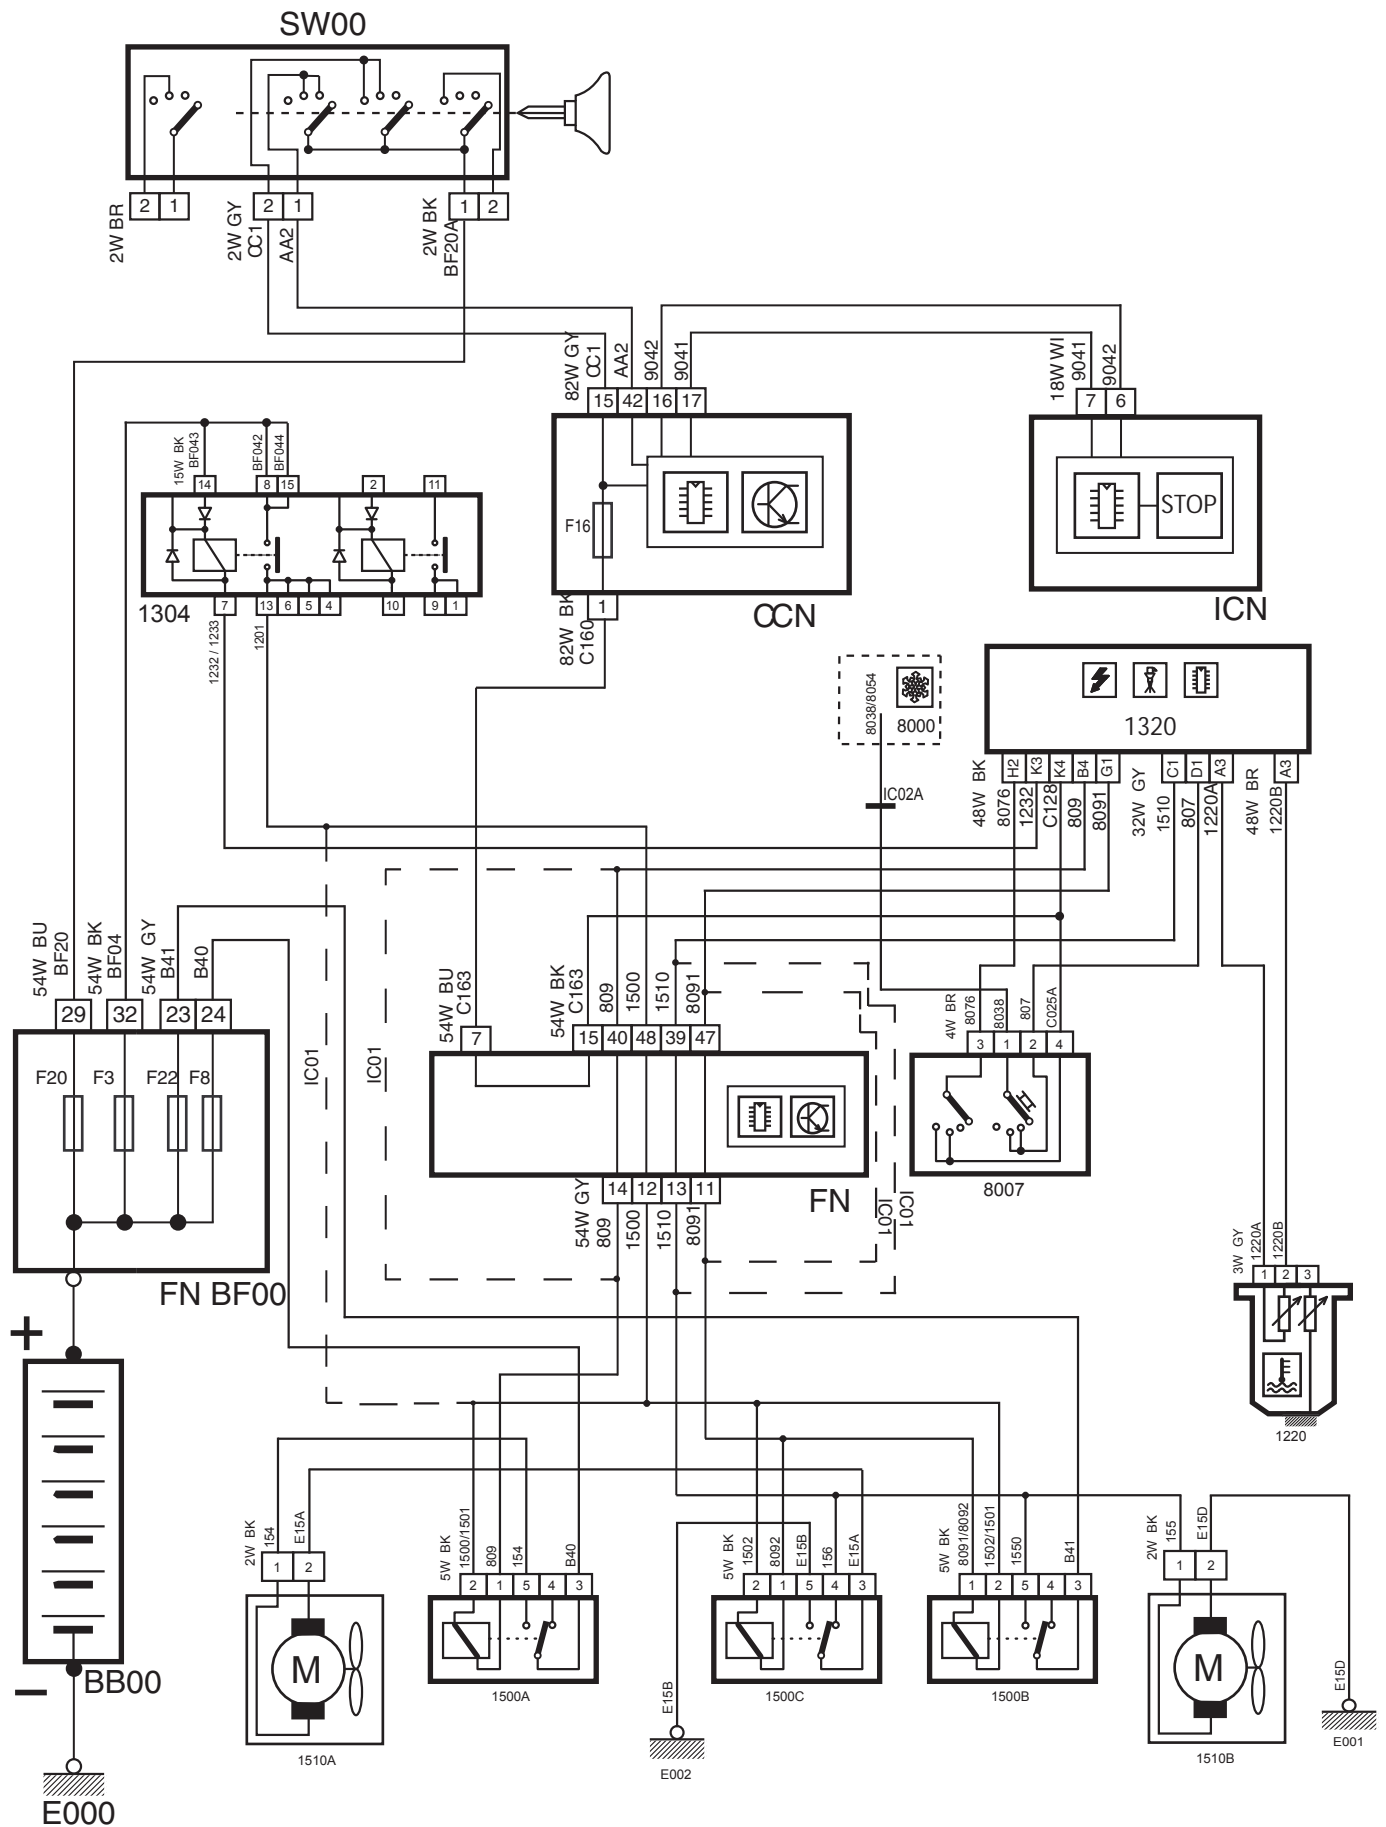 SW00
2 1
2 1
1 2
2W BR
2W GY
CC1
AA2
2W BK
BF20A
82W GY
CC1
AA2
9042
9041
18W WI
9041
9042
15 42 16 17
7 6
15W BK
BF043
BF042
BF044
14 8 15 2 11
F16
STOP
7 13 6 5 4 10 9 1
1304
1
CCN
ICN
1232 / 1233
1201
82W BK
C160
8038/8054
8000
1320
IC02A
H2 K3 K4 B4 G1 C1 D1 A3 A3
48W BK
8076
1232
C128
809
8091
32W GY
1510
807
1220A
48W BR
1220B
54W BU
BF20
54W BK
BF04
54W GY
B41
B40
29 32 23 24
54W BU
C163
54W BK
C163
809
1500
1510
8091
4W BR
8076
8038
807
C025A
7
15 40 48 39 47
3 1 2 4
IC01
IC01
F20 F3 F22 F8
14 12 13 11
FN
8007
54W GY
809
1500
1510
8091
IC01
IC01
3W GY
1220A
1220B
1 2 3
FN BF00
+
1220
2W BK
154
E15A
5W BK
1500/1501
809
154
B40
5W BK
1502
8092
E15B
156
E15A
5W BK
8091/8092
1502/1501
1550
B41
2W BK
155
E15D
1 2
2 1 5 4 3
2 1 5 4 3
1 2 5 4 3
1 2
M
M
−
BB00
1500A
1500C
1500B
E15B
E15D
1510A
E002
1510B
E001
E000